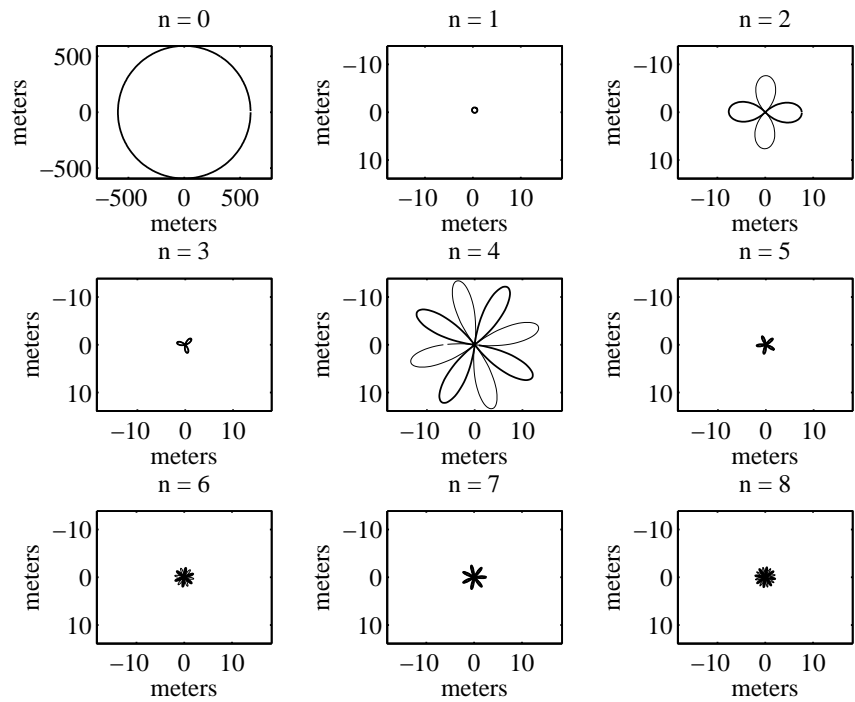 n = 0
n = 1
n = 2
meters
500
0
−500
−500 0 500
meters
meters
−10
0
10
−10 0 10
meters
meters
−10
0
10
−10 0 10
meters
n = 3
n = 4
n = 5
meters
−10
0
10
−10 0 10
meters
meters
−10
0
10
−10 0 10
meters
meters
−10
0
10
−10 0 10
meters
n = 6
n = 7
n = 8
meters
−10
0
10
−10 0 10
meters
meters
−10
0
10
−10 0 10
meters
meters
−10
0
10
−10 0 10
meters